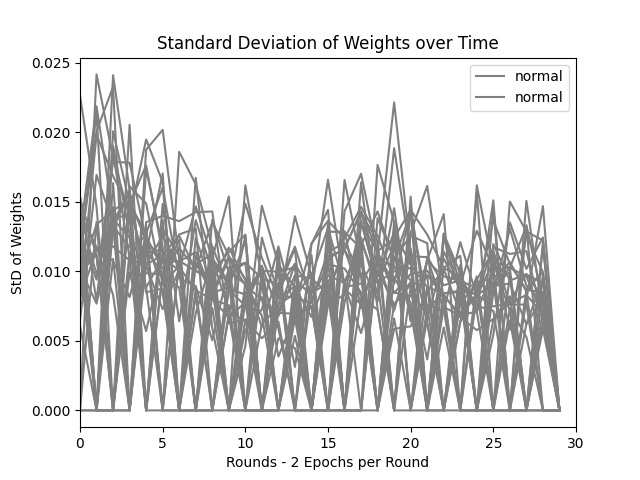 Standard Deviation of Weights over Time
normal
normal
StD of Weights
0.025
0.020
0.015
0.010
0.005
0.000
0 5 10 15 20 25 30
Rounds - 2 Epochs per Round